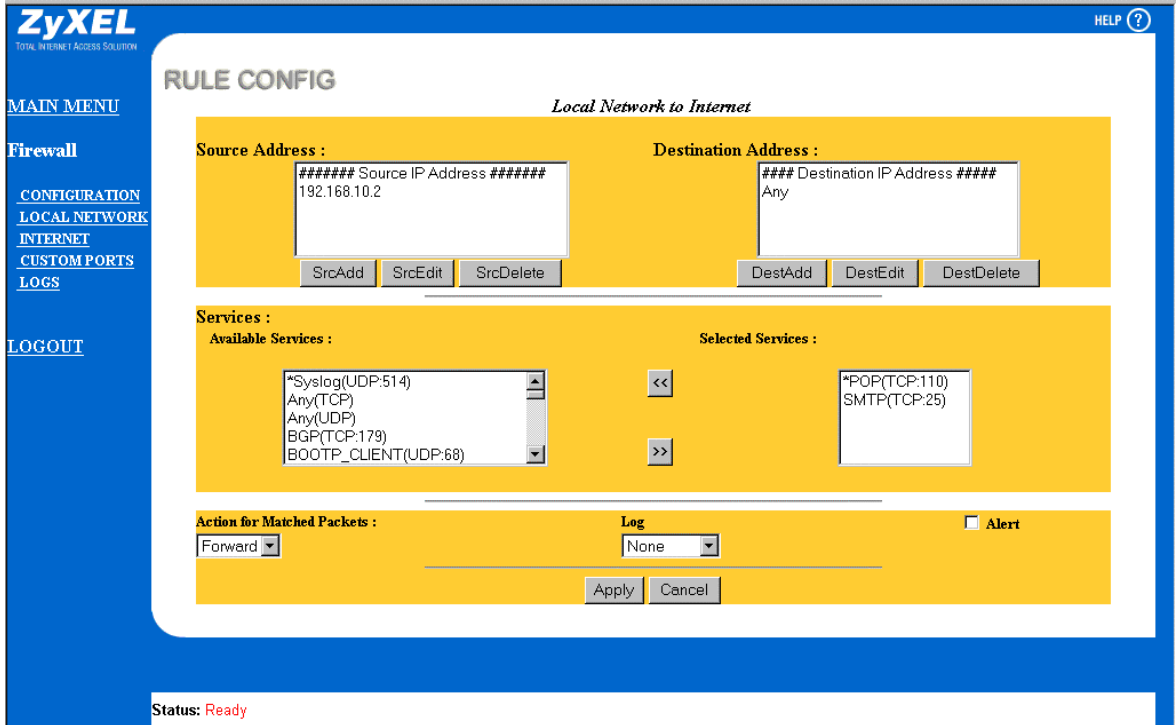 ZyXEL
TOTAL INTERNET ACCESS SOLUTION
HELP ?
MAIN MENU
Firewall
CONFIGURATION
LOCAL NETWORK
INTERNET
CUSTOM PORTS
LOGS
LOGOUT
RULE CONFIG
Local Network to Internet
Source Address :
####### Source IP Address #######
192.168.10.2
SrcAdd SrcEdit SrcDelete
Destination Address :
#### Destination IP Address #####
Any
DestAdd DestEdit DestDelete
Services :
Available Services :
*Syslog(UDP:514)
Any(TCP)
Any(UDP)
BGP(TCP:179)
BOOTP_CLIENT(UDP:68)
<<
>>
Selected Services :
*POP(TCP:110)
SMTP(TCP:25)
Action for Matched Packets :
Forward
Log
None
Alert
Apply Cancel
Status: Ready